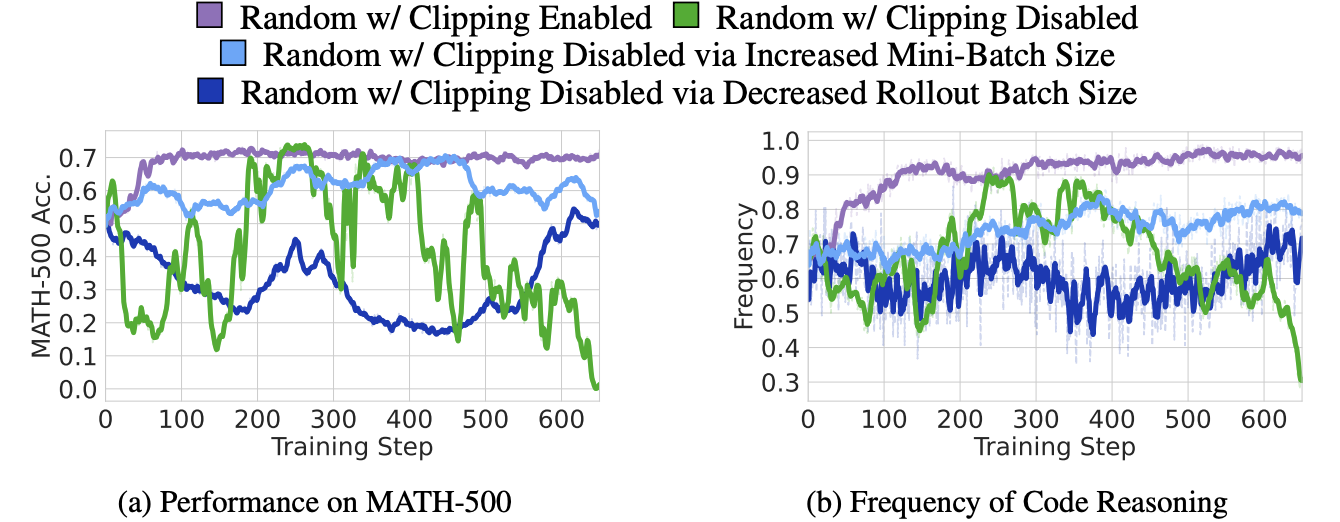 Random w/ Clipping Enabled Random w/ Clipping Disabled
Random w/ Clipping Disabled via Increased Mini-Batch Size
Random w/ Clipping Disabled via Decreased Rollout Batch Size
MATH-500 Acc.
0.7
0.6
0.5
0.4
0.3
0.2
0.1
0.0
0 100 200 300 400 500 600
Training Step
(a) Performance on MATH-500
Frequency
1.0
0.9
0.8
0.7
0.6
0.5
0.4
0.3
0 100 200 300 400 500 600
Training Step
(b) Frequency of Code Reasoning